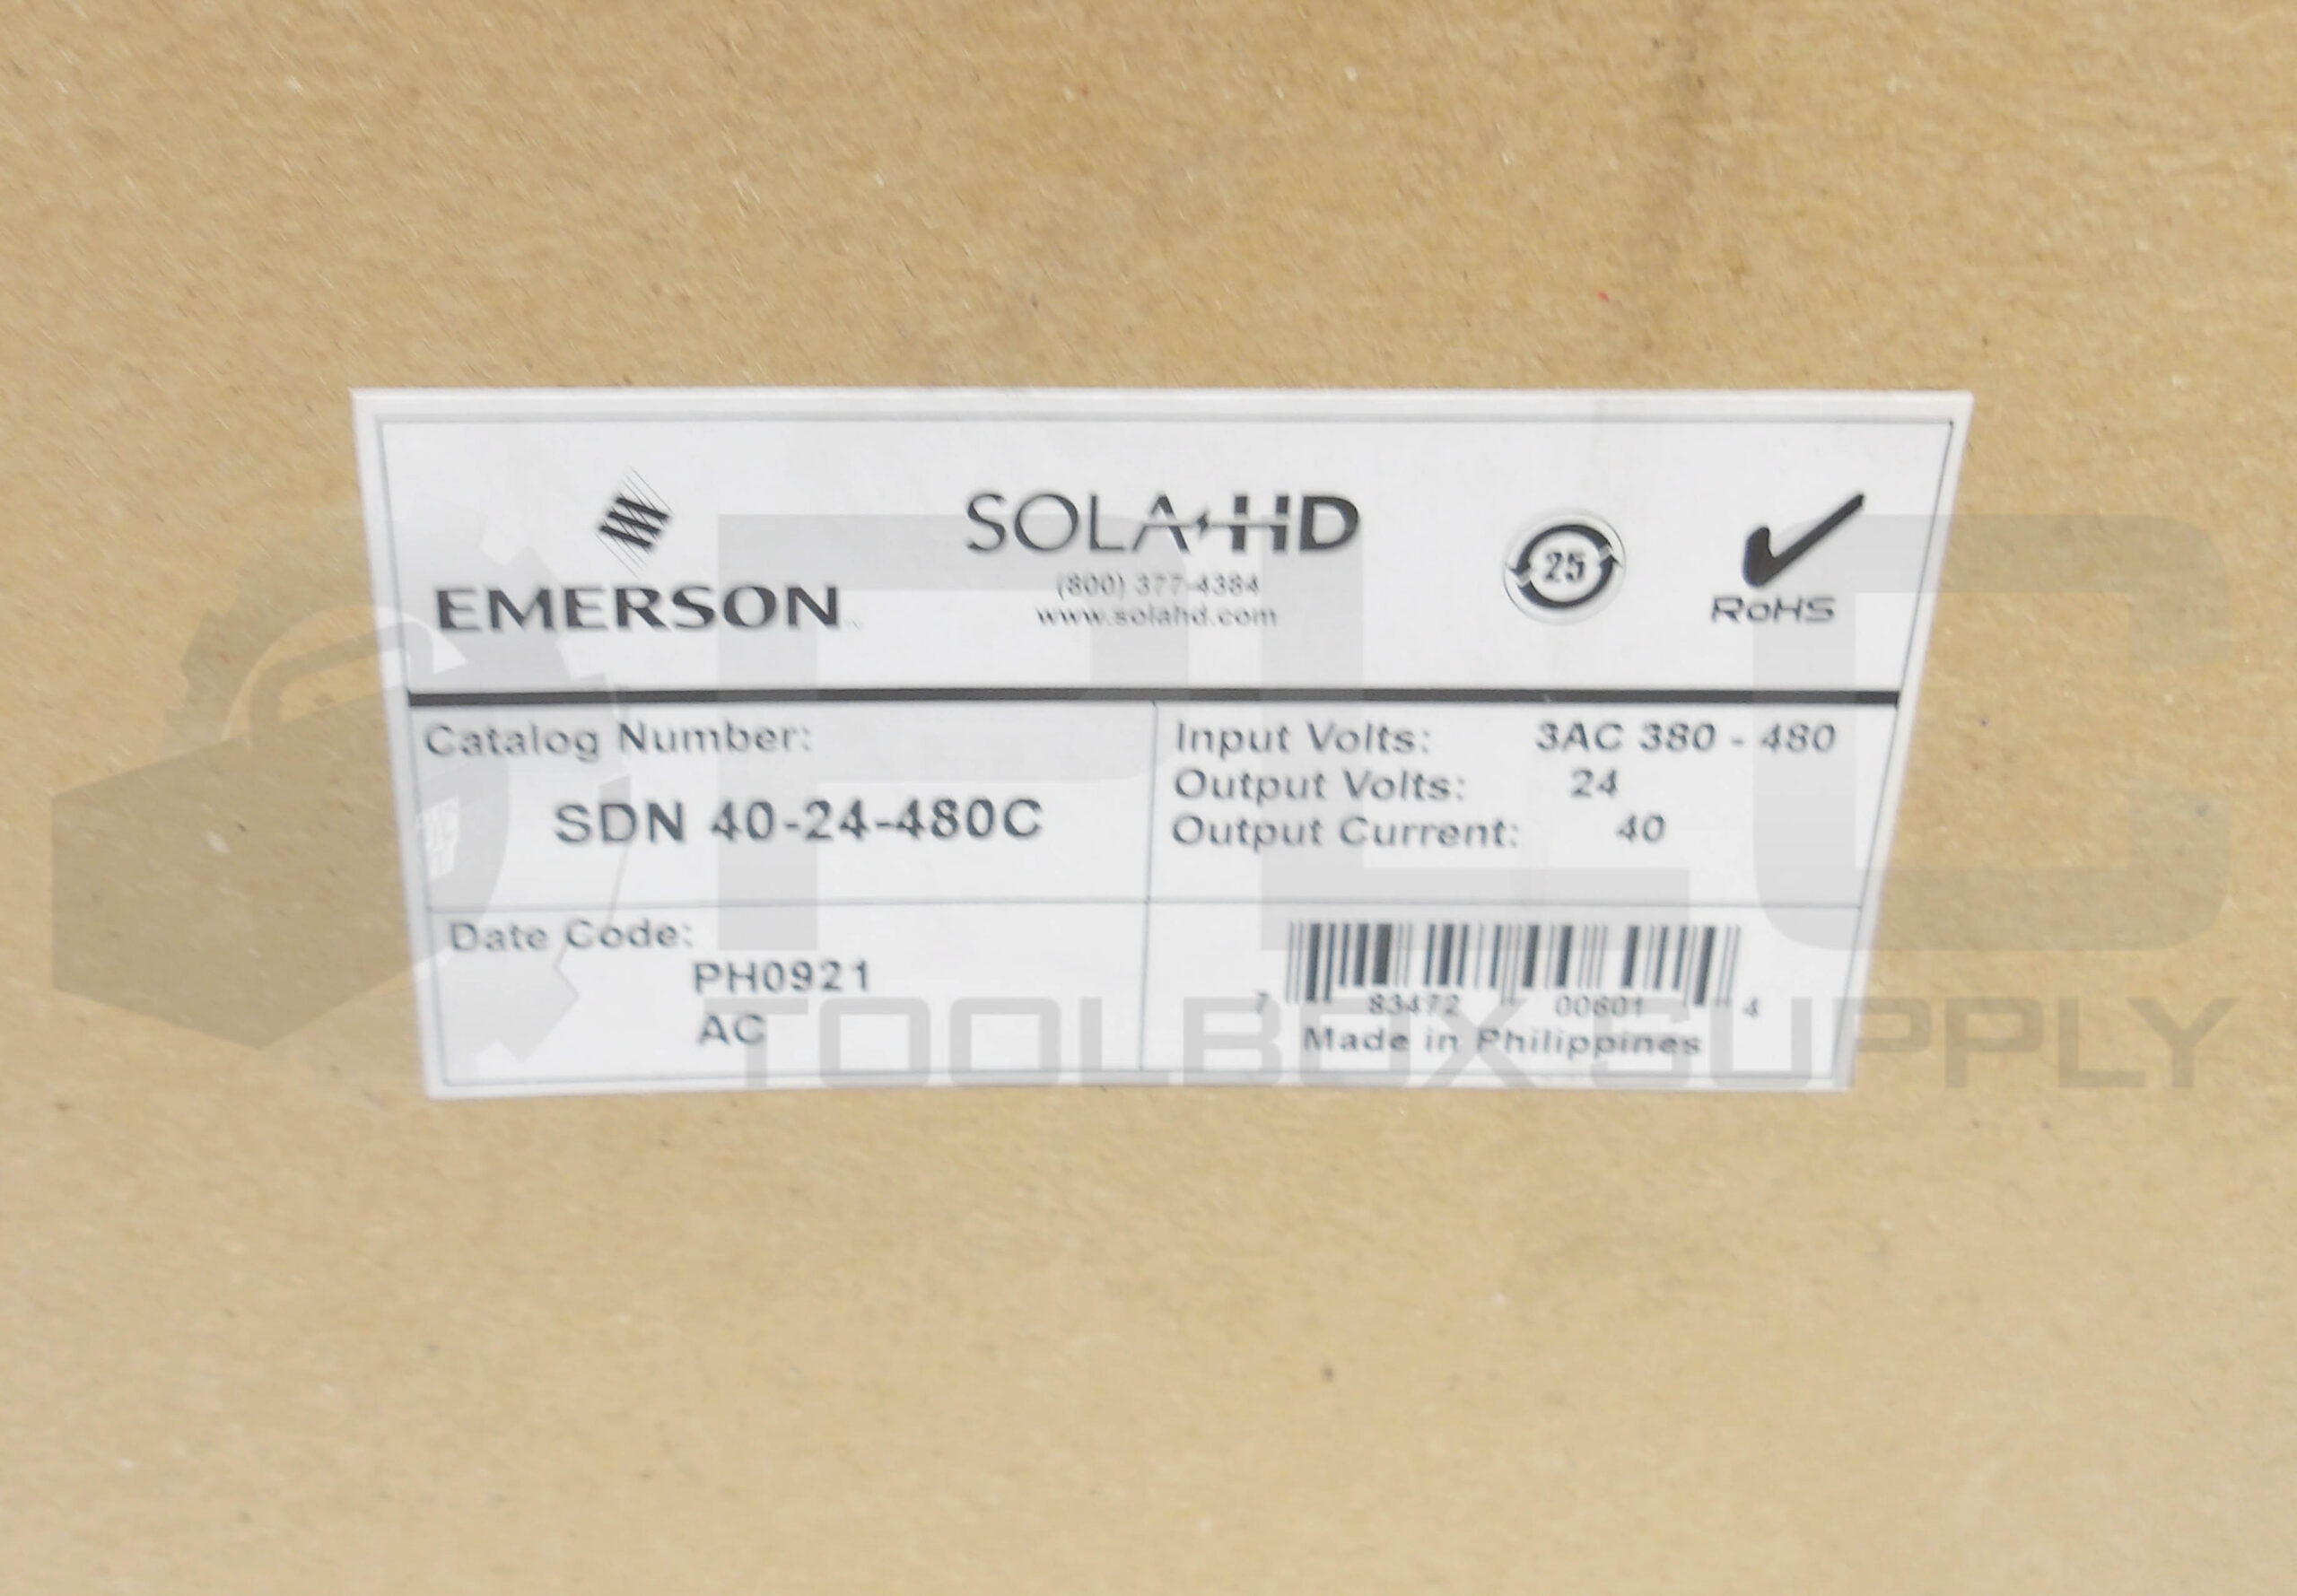 EMERSON
SOLA HD
(800) 377-4384
www.solahd.com
25
RoHS
Catalog Number:
SDN 40-24-480C
Input Volts: 3AC 380 - 480
Output Volts: 24
Output Current: 40
Date Code:
PH0921
AC
7 83472 00601 4
Made in Philippines
PLC
TOOLBOX SUPPLY